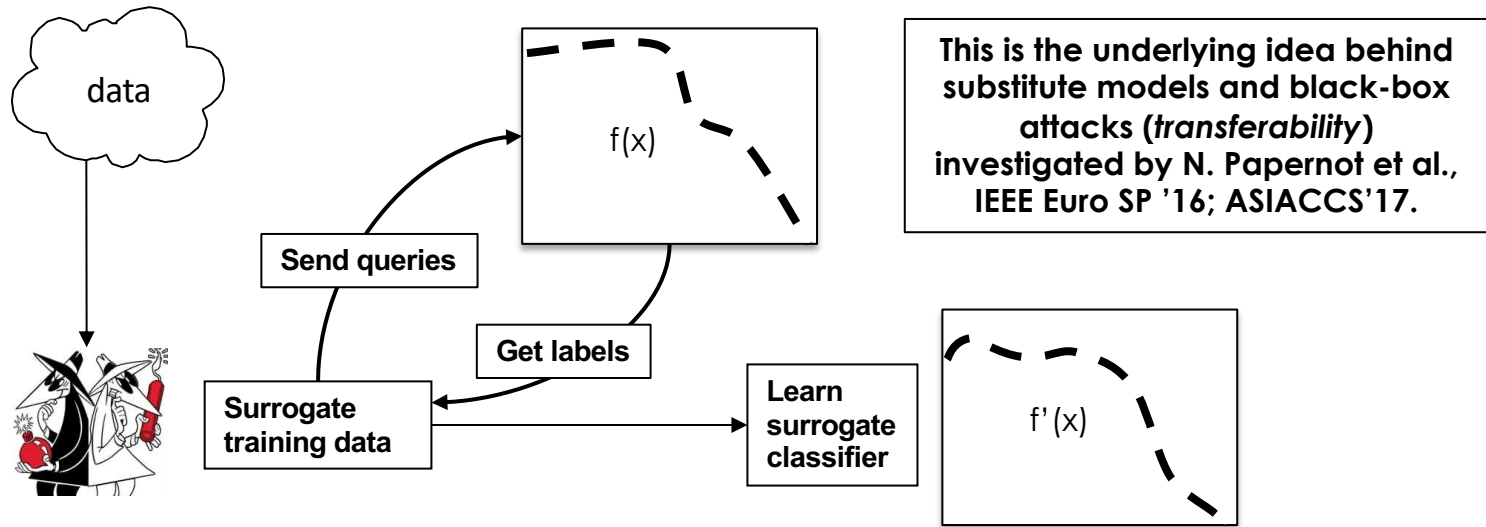 data
f(x)
This is the underlying idea behind
substitute models and black-box
attacks (transferability)
investigated by N. Papernot et al.,
IEEE Euro SP ’16; ASIACCS’17.
Send queries
Get labels
Surrogate
training data
Learn
surrogate
classifier
f’(x)